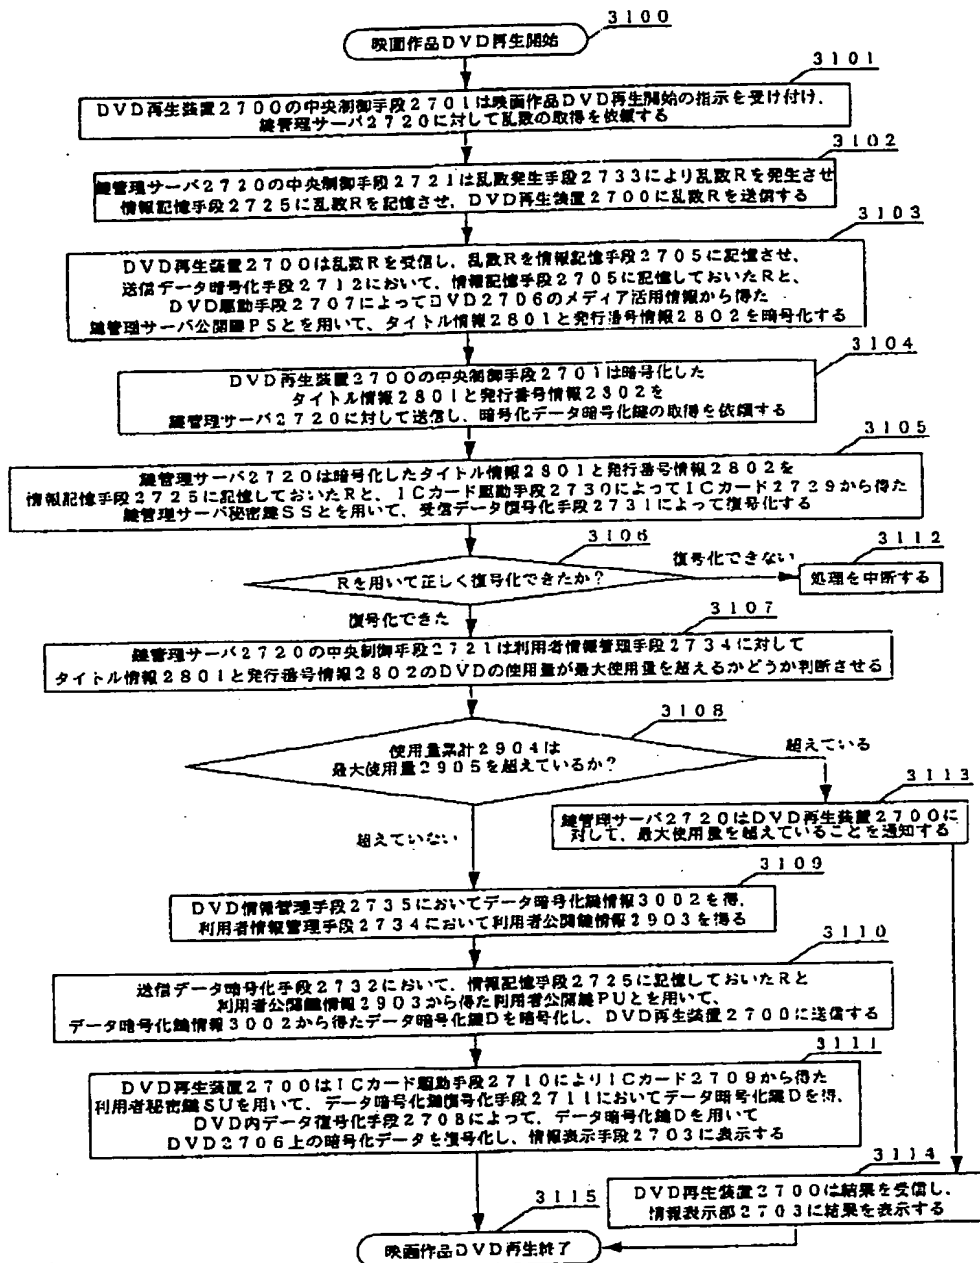 3100
映画作品DVD再生開始
3101
DVD再生装置2700の中央制御手段2701は映画作品DVD再生開始の指示を受け付け、
鍵管理サーバ2720に対して乱数の取得を依頼する
3102
鍵管理サーバ2720の中央制御手段2721は乱数発生手段2733により乱数Rを発生させ
情報記憶手段2725に乱数Rを記憶させ、DVD再生装置2700に乱数Rを送信する
3103
DVD再生装置2700は乱数Rを受信し、乱数Rを情報記憶手段2705に記憶させ、
送信データ暗号化手段2712において、情報記憶手段2705に記憶しておいたRと、
DVD駆動手段2707によってDVD2706のメディア活用情報から得た
鍵管理サーバ公開鍵PSとを用いて、タイトル情報2801と発行番号情報2802を暗号化する
3104
DVD再生装置2700の中央制御手段2701は暗号化した
タイトル情報2801と発行番号情報2802を
鍵管理サーバ2720に対して送信し、暗号化データ暗号化鍵の取得を依頼する
3105
鍵管理サーバ2720は暗号化したタイトル情報2801と発行番号情報2802を
情報記憶手段2725に記憶しておいたRと、ICカード駆動手段2730によってICカード2729から得た
鍵管理サーバ秘密鍵SSとを用いて、受信データ復号化手段2731によって復号化する
3106
Rを用いて正しく復号化できたか?
復号化できない
3112
処理を中断する
復号化できた
3107
鍵管理サーバ2720の中央制御手段2721は利用者情報管理手段2734に対して
タイトル情報2801と発行番号情報2802のDVDの使用量が最大使用量を超えるかどうか判断させる
3108
使用量累計2904は
最大使用量2905を超えているか?
超えている
3113
鍵管理サーバ2720はDVD再生装置2700に
対して、最大使用量を超えていることを通知する
超えていない
3109
DVD情報管理手段2735においてデータ暗号化鍵情報3002を得、
利用者情報管理手段2734において利用者公開鍵情報2903を得る
3110
送信データ暗号化手段2732において、情報記憶手段2725に記憶しておいたRと
利用者公開鍵情報2903から得た利用者公開鍵PUとを用いて、
データ暗号化鍵情報3002から得たデータ暗号化鍵Dを暗号化し、DVD再生装置2700に送信する
3111
DVD再生装置2700はICカード駆動手段2710によりICカード2709から得た
利用者秘密鍵SUを用いて、データ暗号化鍵復号化手段2711においてデータ暗号化鍵Dを得、
DVD内データ復号化手段2708によって、データ暗号化鍵Dを用いて
DVD2706上の暗号化データを復号化し、情報表示手段2703に表示する
3114
DVD再生装置2700は結果を受信し、
情報表示部2703に結果を表示する
3115
映画作品DVD再生終了